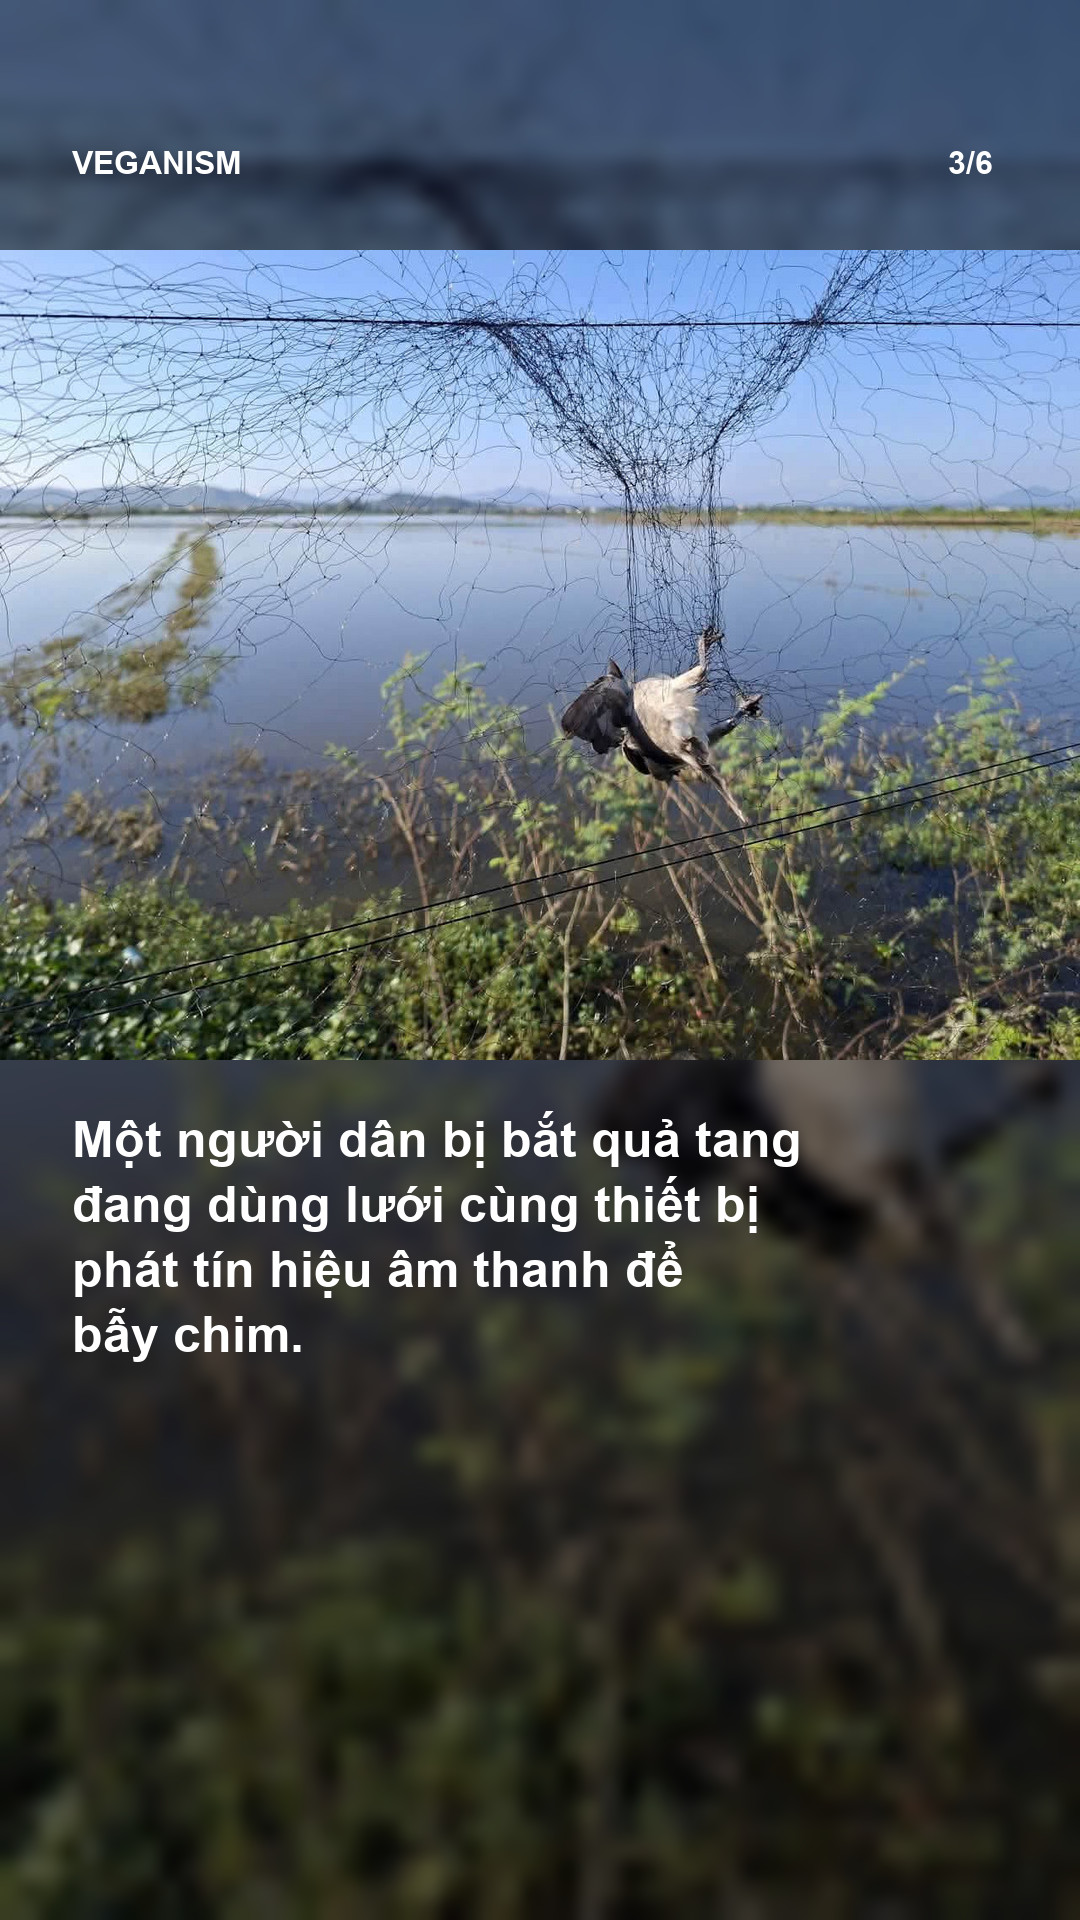 VEGANISM
3/6
Một người dân bị bắt quả tang
đang dùng lưới cùng thiết bị
phát tín hiệu âm thanh để
bẫy chim.